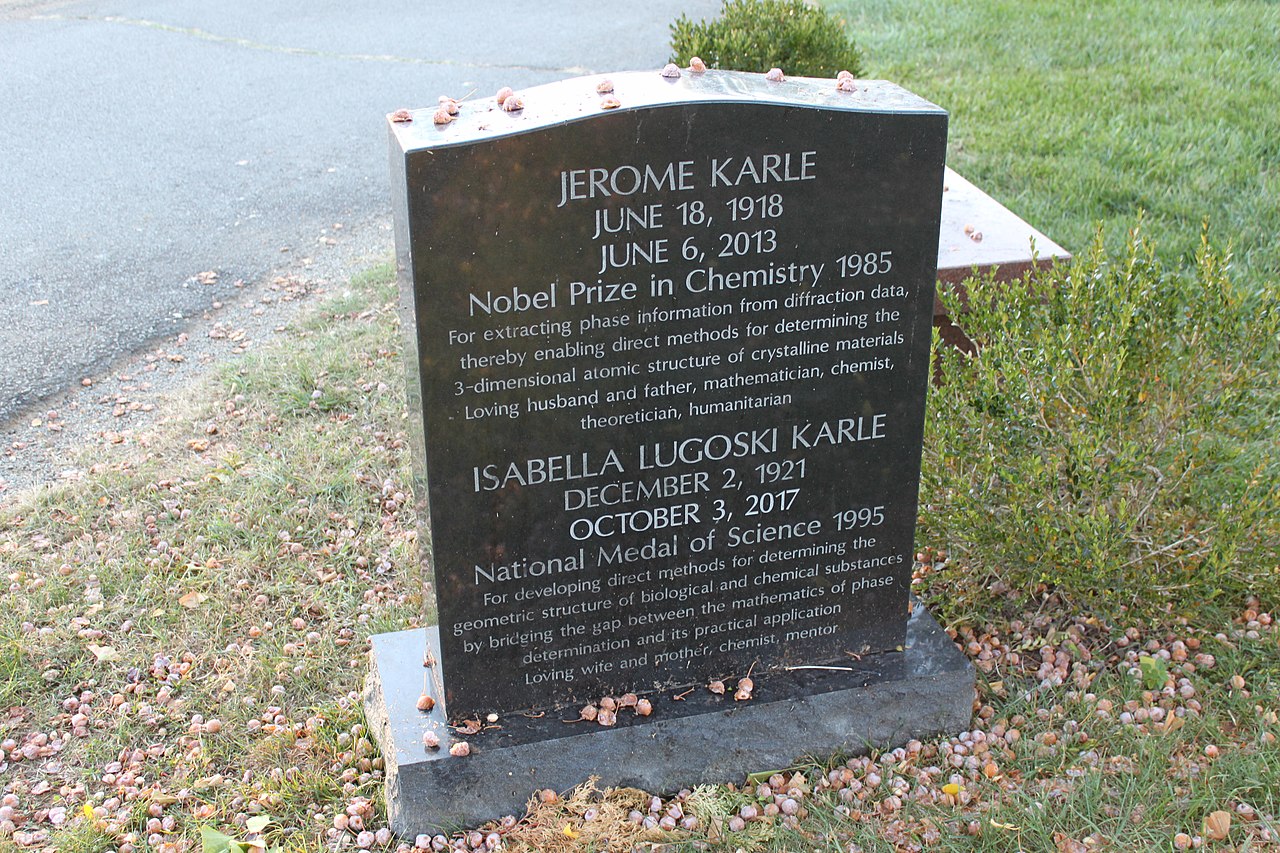 JEROME KARLE
JUNE 18, 1918
JUNE 6, 2013
Nobel Prize in Chemistry 1985
For extracting phase information from diffraction data,
thereby enabling direct methods for determining the
3-dimensional atomic structure of crystalline materials
Loving husband and father, mathematician, chemist,
theoretician, humanitarian
ISABELLA LUGOSKI KARLE
DECEMBER 2, 1921
OCTOBER 3, 2017
National Medal of Science 1995
For developing direct methods for determining the
geometric structure of biological and chemical substances
by bridging the gap between the mathematics of phase
determination and its practical application
Loving wife and mother, chemist, mentor